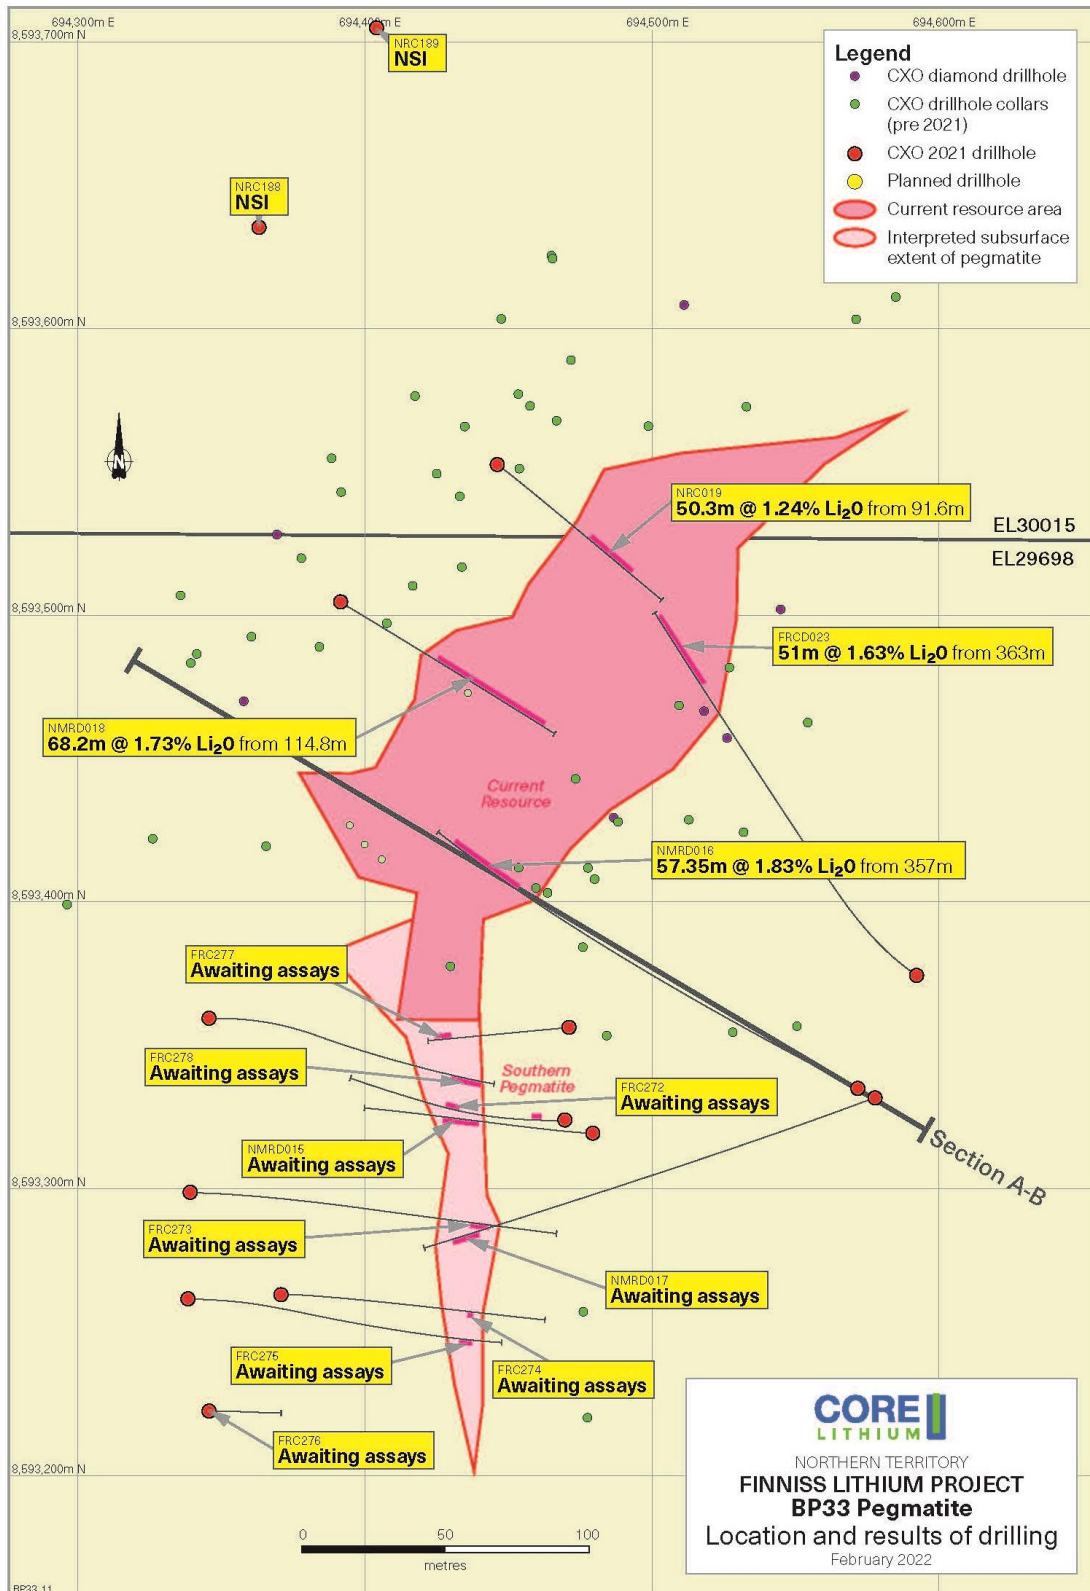 694,300m E
694,400m E
694,500m E
694,600m E
8,593,700m N
NRC189
NSI
Legend
CXO diamond drillhole
CXO drillhole collars
(pre 2021)
CXO 2021 drillhole
Planned drillhole
Current resource area
Interpreted subsurface
extent of pegmatite
NRC188
NSI
8,593,600m N
N
NRC019
50.3m @ 1.24% Li2O from 91.6m
EL30015
EL29698
8,593,500m N
FRCD023
51m @ 1.63% Li2O from 363m
NMRD018
68.2m @ 1.73% Li2O from 114.8m
Current
Resource
NMRD016
57.35m @ 1.83% Li2O from 357m
8,593,400m N
FRC277
Awaiting assays
FRC278
Awaiting assays
Southern
Pegmatite
FRC272
Awaiting assays
NMRD015
Awaiting assays
Section A-B
8,593,300m N
FRC273
Awaiting assays
NMRD017
Awaiting assays
FRC275
Awaiting assays
FRC274
Awaiting assays
FRC276
Awaiting assays
8,593,200m N
CORE
LITHIUM
NORTHERN TERRITORY
FINNISS LITHIUM PROJECT
BP33 Pegmatite
Location and results of drilling
February 2022
0 50 100
metres
BP33_11